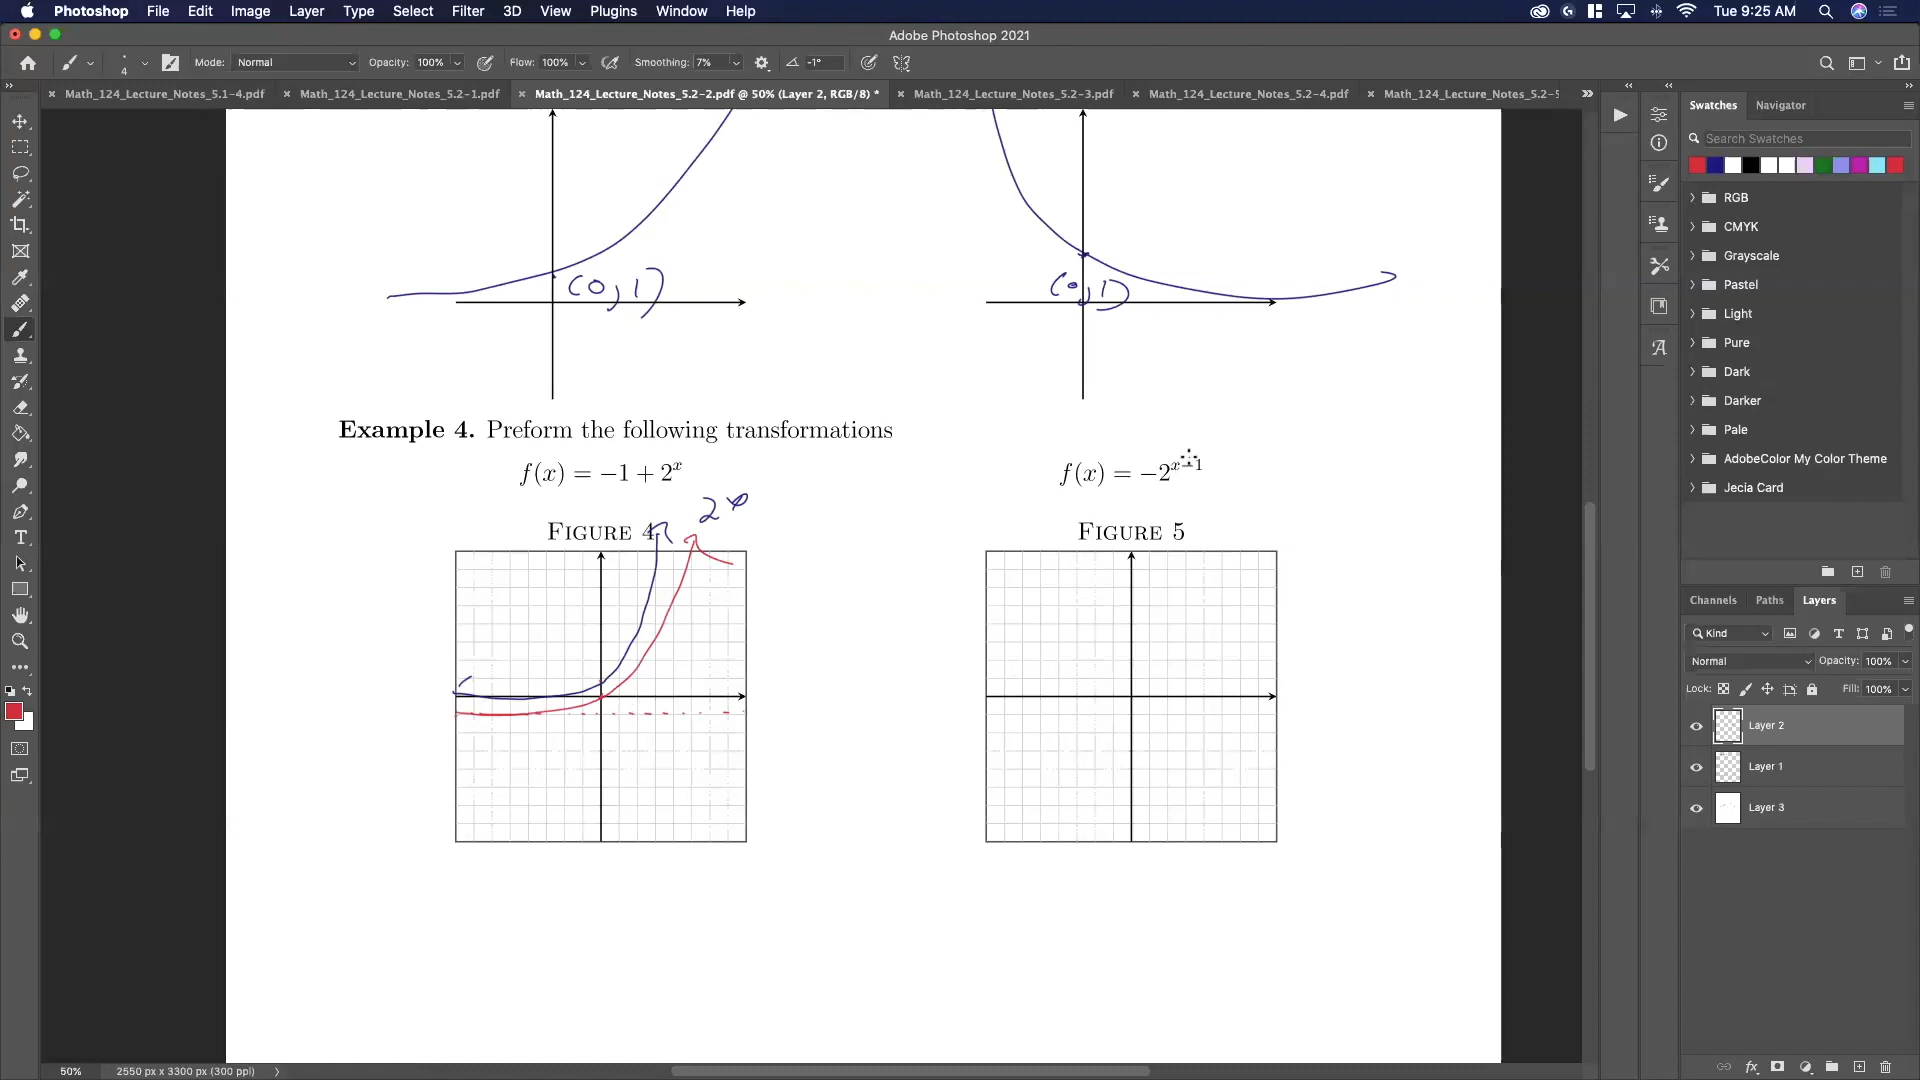 Photoshop File Edit Image Layer Type Select Filter 3D View Plugins Window Help Tue 9:25 AM
Adobe Photoshop 2021
4 Mode: Normal Opacity: 100% Flow: 100% Smoothing: 7% -1°
Math_124_Lecture_Notes_5.1-4.pdf Math_124_Lecture_Notes_5.2-1.pdf Math_124_Lecture_Notes_5.2-2.pdf @ 50% (Layer 2, RGB/8) * Math_124_Lecture_Notes_5.2-3.pdf Math_124_Lecture_Notes_5.2-4.pdf Math_124_Lecture_Notes_5.2-5
(0,1) (0,1)
Example 4. Preform the following transformations
f(x) = −1 + 2^x f(x) = −2^{x−1}
2^x
FIGURE 4 FIGURE 5
Swatches Navigator
Search Swatches
RGB
CMYK
Grayscale
Pastel
Light
Pure
Dark
Darker
Pale
AdobeColor My Color Theme
Jecia Card
Channels Paths Layers
Kind
Normal Opacity: 100%
Lock: Fill: 100%
Layer 2
Layer 1
Layer 3
50% 2550 px x 3300 px (300 ppi)